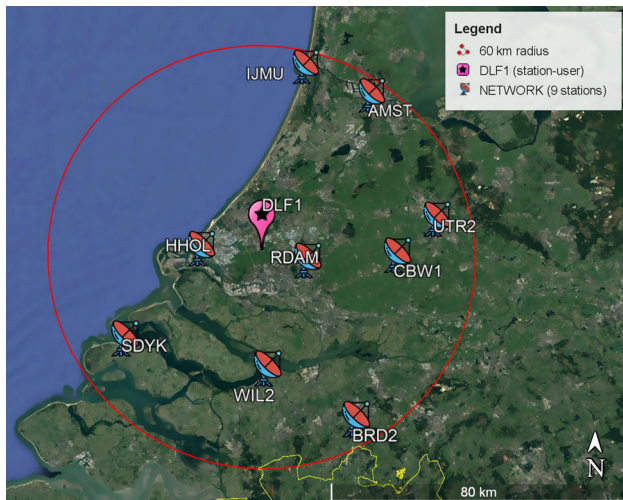 Legend
60 km radius
DLF1 (station-user)
NETWORK (9 stations)
IJMU
AMST
DLF1
UTR2
HHOL
RDAM
CBW1
SDYK
WIL2
BRD2
N
80 km